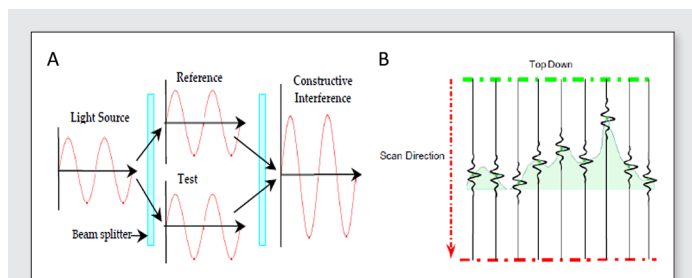 A
Reference
Constructive
Interference
Light Source
Test
Beam splitter
B
Top Down
Scan Direction